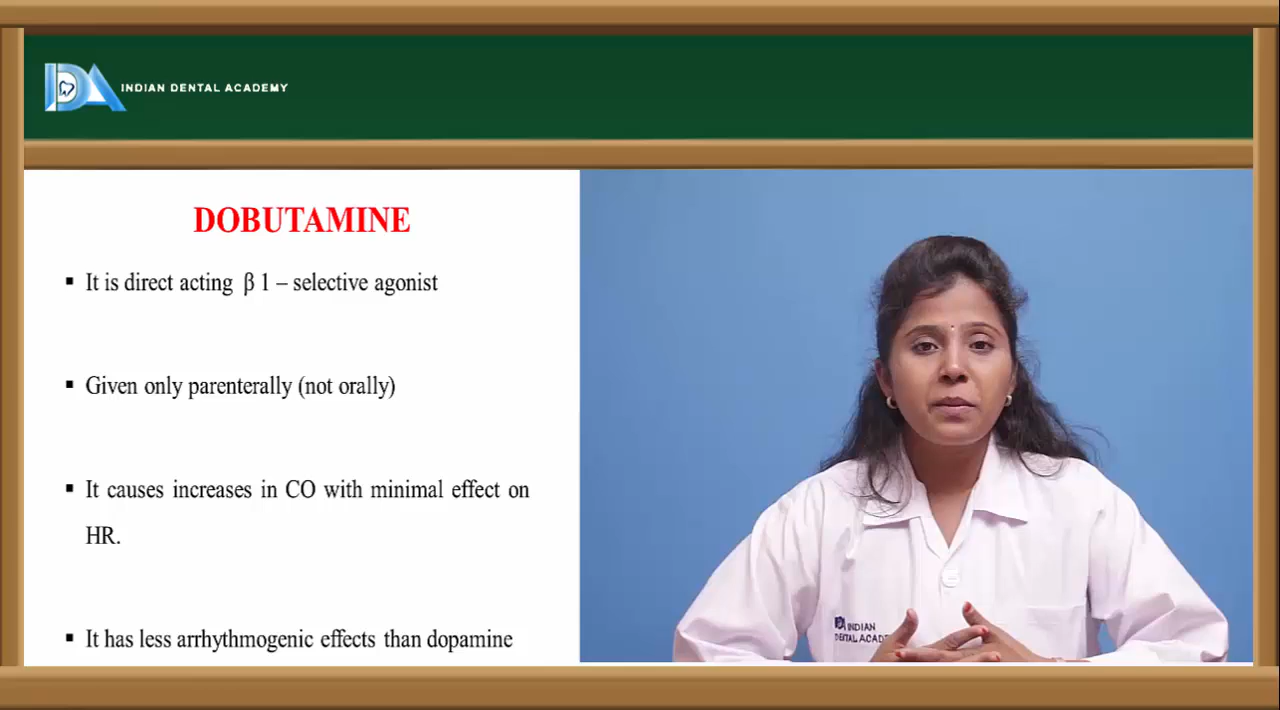 INDIAN DENTAL ACADEMY
DOBUTAMINE
▪ It is direct acting β 1 – selective agonist
▪ Given only parenterally (not orally)
▪ It causes increases in CO with minimal effect on
HR.
▪ It has less arrhythmogenic effects than dopamine
INDIAN
DENTAL ACADE